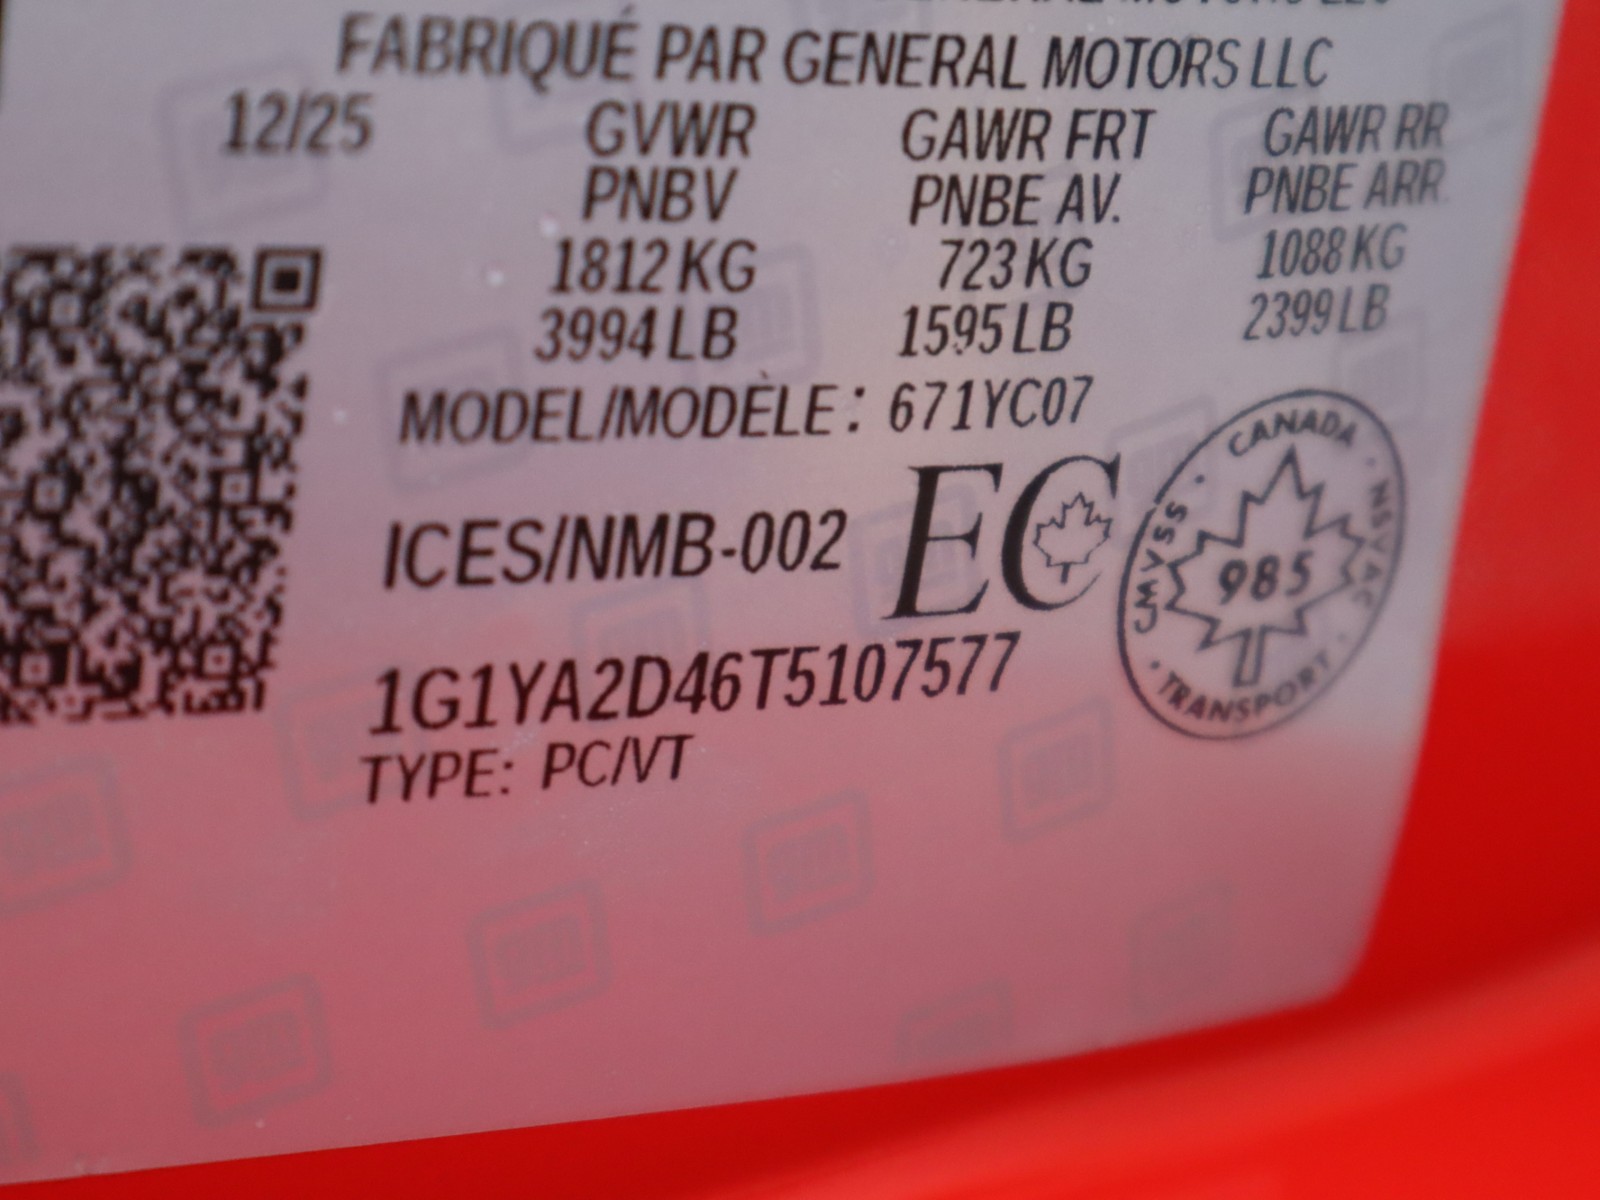 FABRIQUÉ PAR GENERAL MOTORS LLC
12/25 GVWR GAWR FRT GAWR RR
PNBV PNBE AV. PNBE ARR.
1812 KG 723 KG 1088 KG
3994 LB 1595 LB 2399 LB
MODEL/MODÈLE: 671YC07
ICES/NMB-002 EC
CANADA
CMVSS · NSVAC
985
TRANSPORT
1G1YA2D46T5107577
TYPE: PC/VT